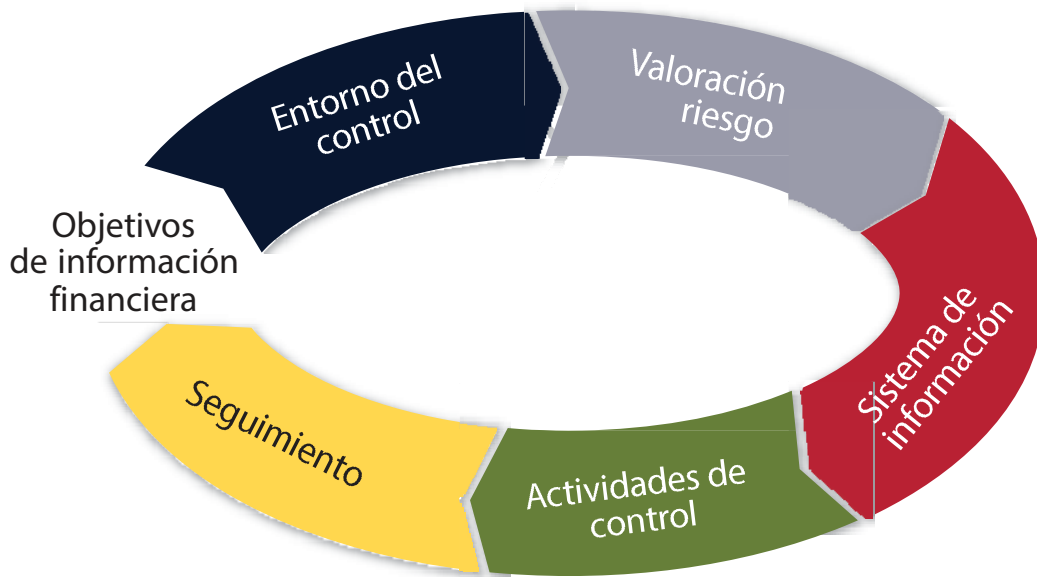 Entorno del
control
Valoración
riesgo
Sistema de
información
Actividades de
control
Seguimiento
Objetivos
de información
financiera